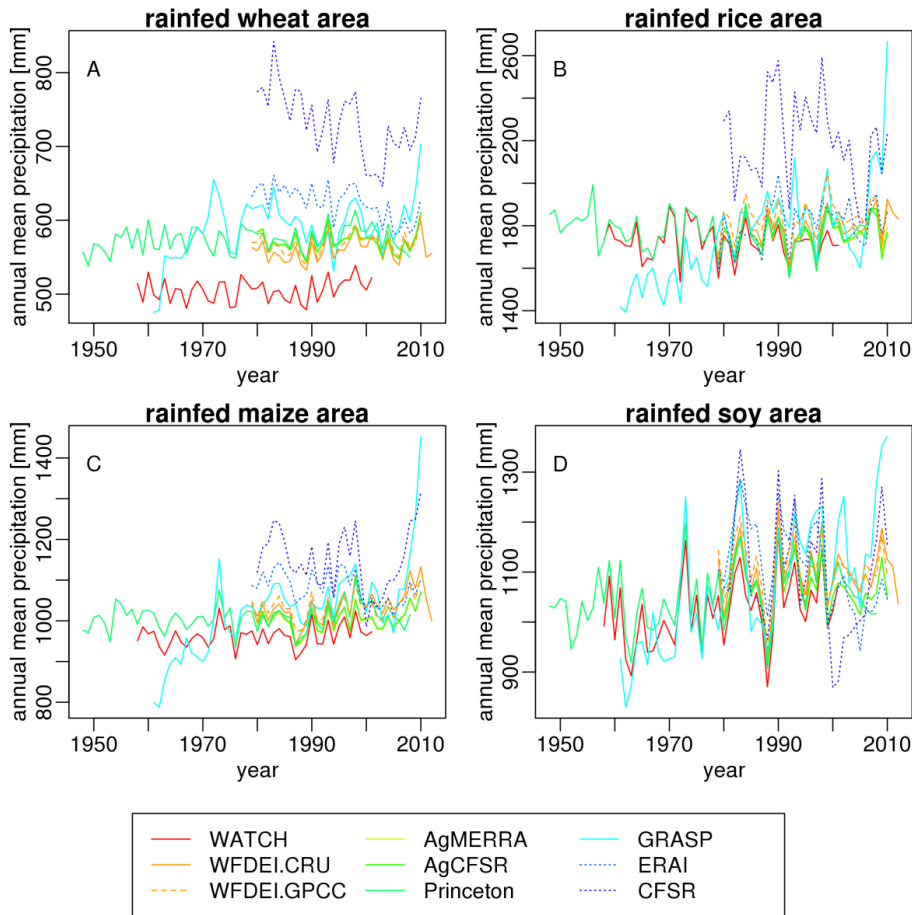 rainfed wheat area
rainfed rice area
annual mean precipitation [mm]
500 600 700 800
A
1950 1970 1990 2010
year
annual mean precipitation [mm]
1400 1800 2200 2600
B
1950 1970 1990 2010
year
rainfed maize area
rainfed soy area
annual mean precipitation [mm]
800 1000 1200 1400
C
1950 1970 1990 2010
year
annual mean precipitation [mm]
900 1100 1300
D
1950 1970 1990 2010
year
WATCH
WFDEI.CRU
WFDEI.GPCC
AgMERRA
AgCFSR
Princeton
GRASP
ERAI
CFSR